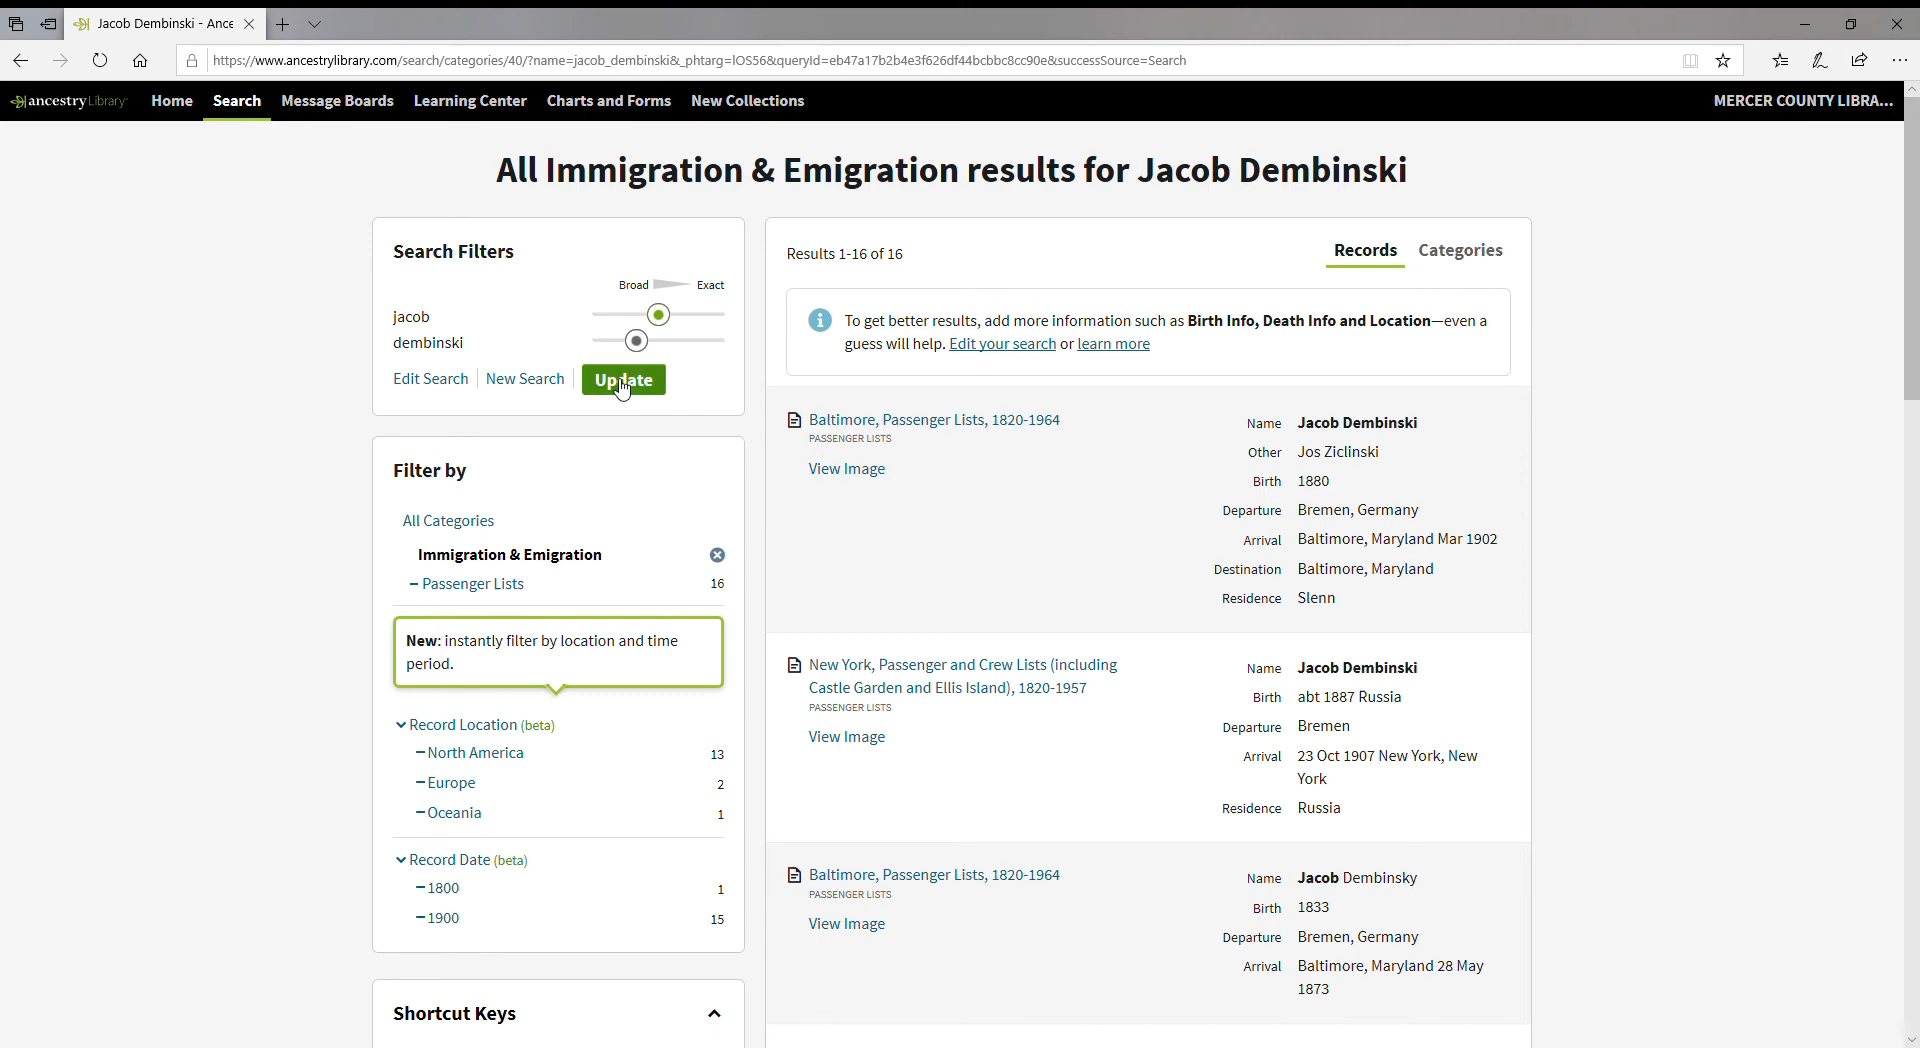 Jacob Dembinski - Ance
https://www.ancestrylibrary.com/search/categories/40/?name=jacob_dembinski&_phtarg=IOS56&queryId=eb47a17b2b4e3f626df44bcbbc8cc90e&successSource=Search
ancestryLibrary Home Search Message Boards Learning Center Charts and Forms New Collections MERCER COUNTY LIBRA...
All Immigration & Emigration results for Jacob Dembinski
Search Filters
Broad Exact
jacob
dembinski
Edit Search New Search Update
Filter by
All Categories
Immigration & Emigration
Passenger Lists 16
New: instantly filter by location and time
period.
Record Location (beta)
North America 13
Europe 2
Oceania 1
Record Date (beta)
1800 1
1900 15
Shortcut Keys
Results 1-16 of 16
Records Categories
To get better results, add more information such as Birth Info, Death Info and Location—even a
guess will help. Edit your search or learn more
Baltimore, Passenger Lists, 1820-1964
PASSENGER LISTS
View Image
Name Jacob Dembinski
Other Jos Ziclinski
Birth 1880
Departure Bremen, Germany
Arrival Baltimore, Maryland Mar 1902
Destination Baltimore, Maryland
Residence Slenn
New York, Passenger and Crew Lists (including
Castle Garden and Ellis Island), 1820-1957
PASSENGER LISTS
View Image
Name Jacob Dembinski
Birth abt 1887 Russia
Departure Bremen
Arrival 23 Oct 1907 New York, New
York
Residence Russia
Baltimore, Passenger Lists, 1820-1964
PASSENGER LISTS
View Image
Name Jacob Dembinsky
Birth 1833
Departure Bremen, Germany
Arrival Baltimore, Maryland 28 May
1873